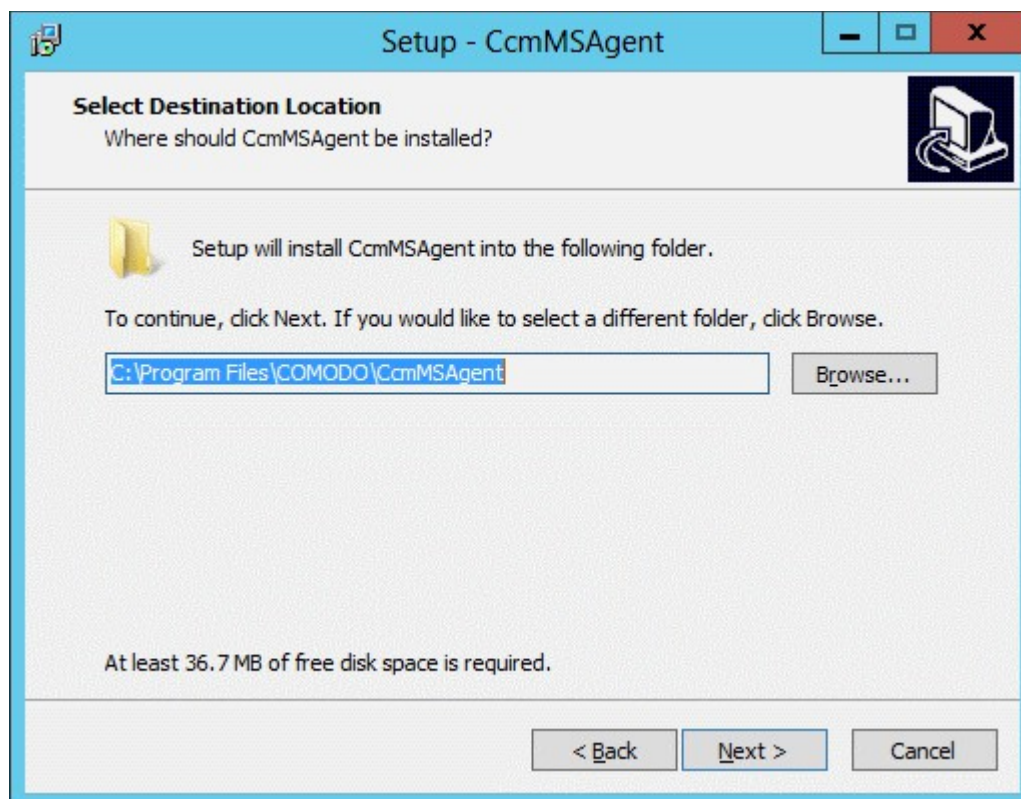 Setup - CcmMSAgent
Select Destination Location
Where should CcmMSAgent be installed?
Setup will install CcmMSAgent into the following folder.
To continue, click Next. If you would like to select a different folder, click Browse.
C:\Program Files\COMODO\CcmMSAgent
Browse...
At least 36.7 MB of free disk space is required.
< Back Next > Cancel